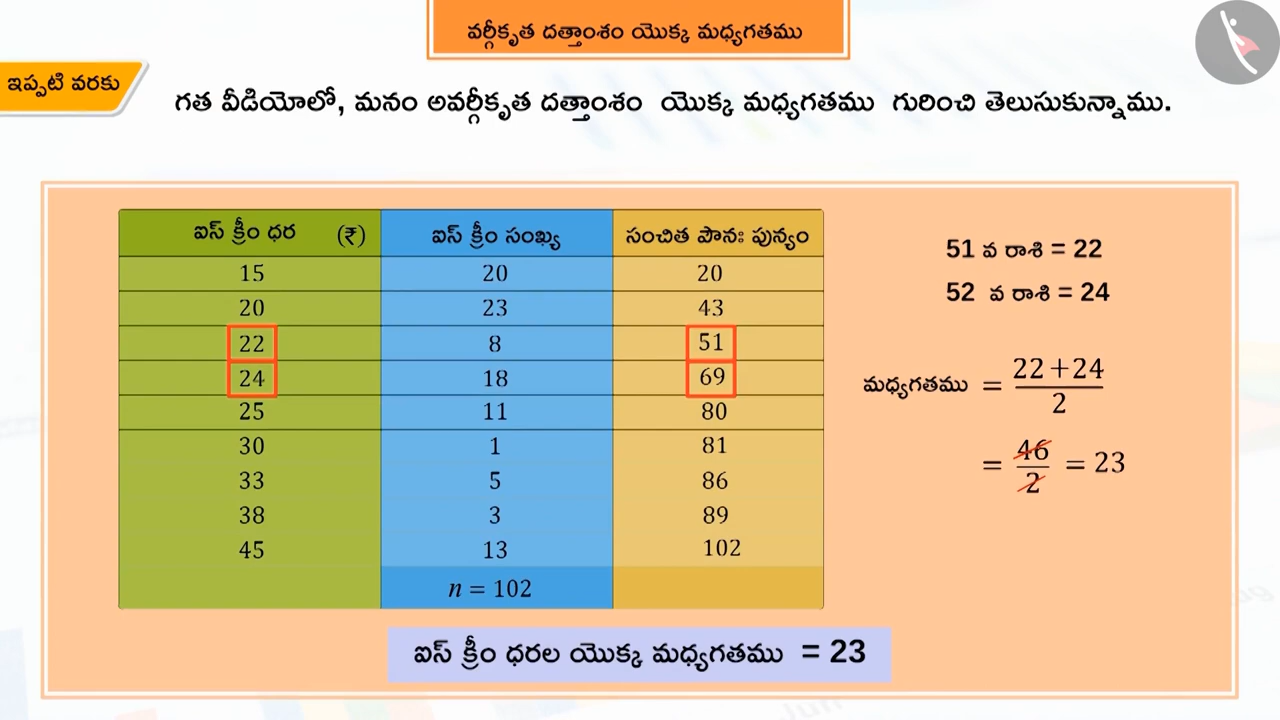 వర్గీకృత దత్తాంశం యొక్క మధ్యగతము
ఇప్పటి వరకు
గత వీడియోలో, మనం అవర్గీకృత దత్తాంశం యొక్క మధ్యగతము గురించి తెలుసుకున్నాము.
ఐస్ క్రీం ధర (₹) ఐస్ క్రీం సంఖ్య సంచిత పౌనః పున్యం
15 20 20
20 23 43
22 8 51
24 18 69
25 11 80
30 1 81
33 5 86
38 3 89
45 13 102
n = 102
51 వ రాశి = 22
52 వ రాశి = 24
మధ్యగతము = 22+24 / 2
= 46 / 2 = 23
ఐస్ క్రీం ధరల యొక్క మధ్యగతము = 23